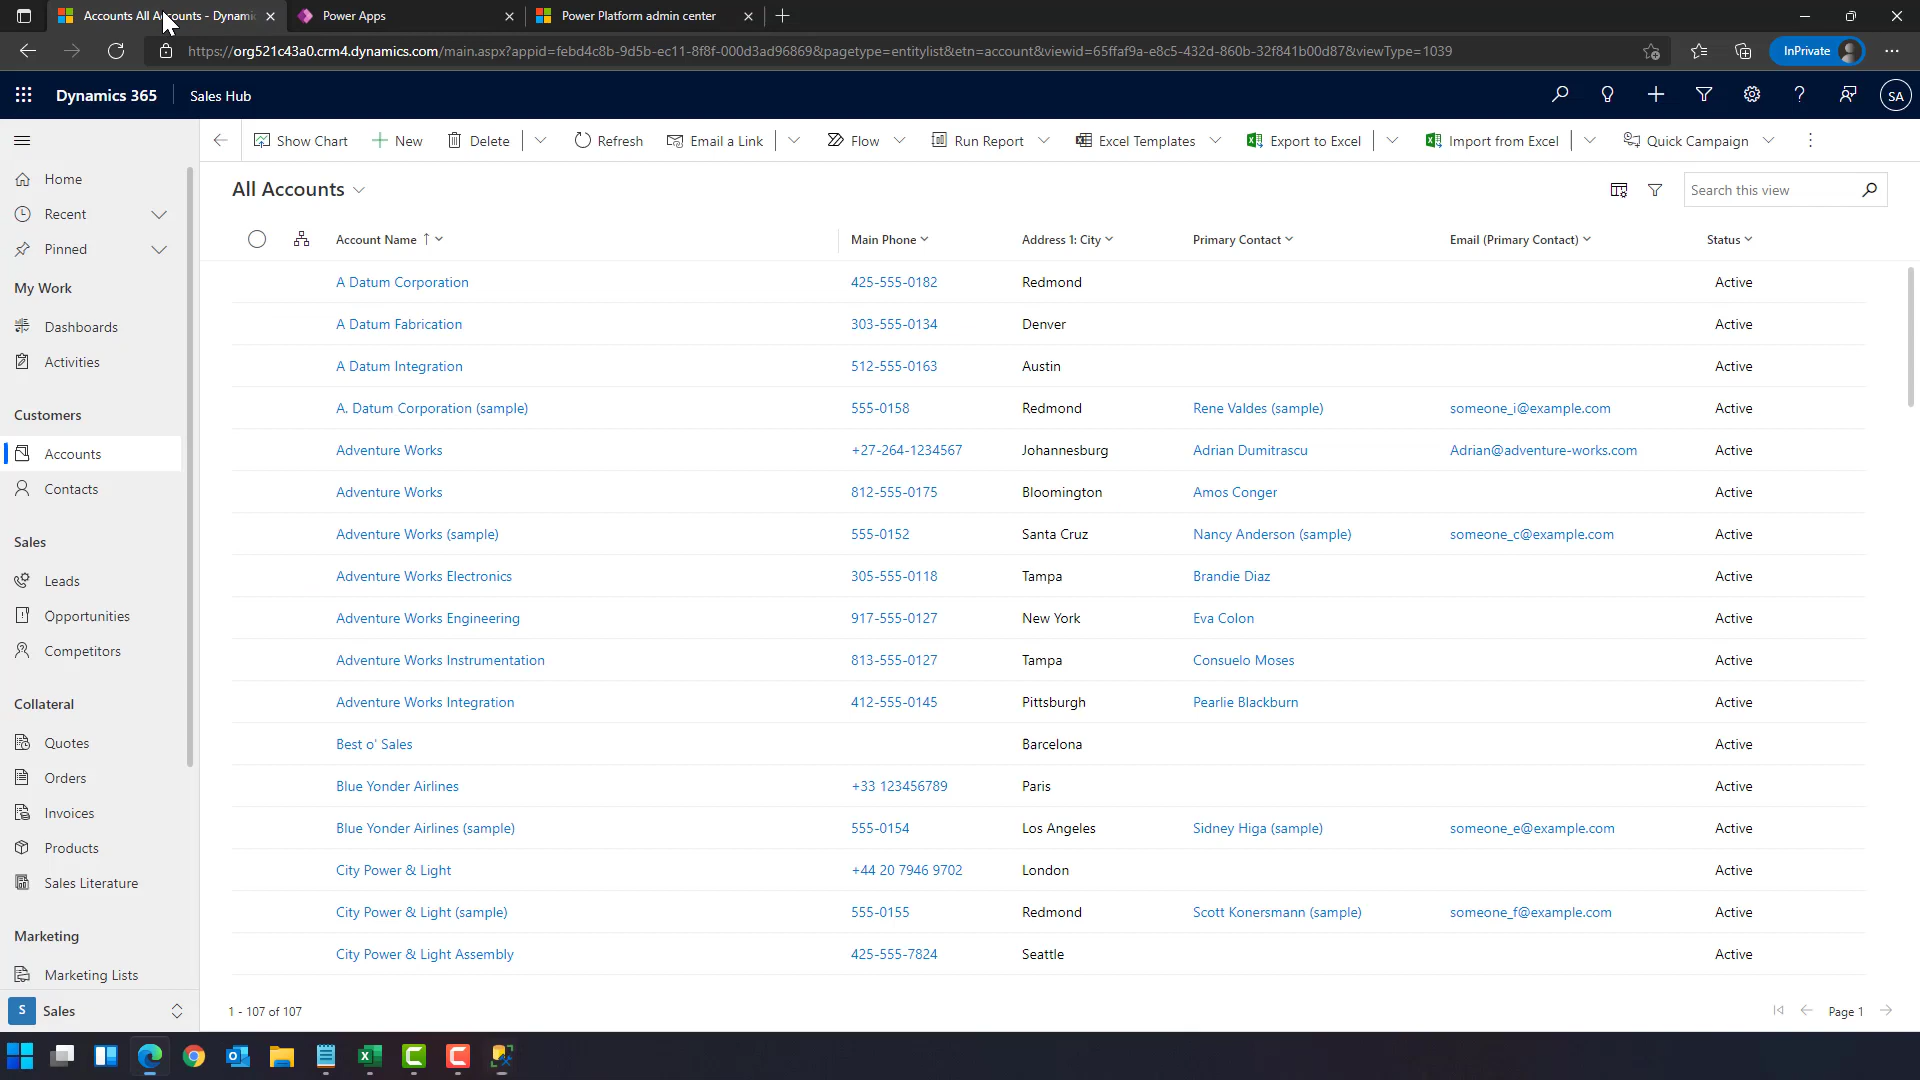 Accounts All Accounts - Dynamic
Power Apps
Power Platform admin center
https://org521c43a0.crm4.dynamics.com/main.aspx?appid=febd4c8b-9d5b-ec11-8f8f-000d3ad96869&pagetype=entitylist&etn=account&viewid=65ffaf9a-e8c5-432d-860b-32f841b00d87&viewType=1039
InPrivate
Dynamics 365
Sales Hub
SA
Show Chart
New
Delete
Refresh
Email a Link
Flow
Run Report
Excel Templates
Export to Excel
Import from Excel
Quick Campaign
Home
Recent
Pinned
My Work
Dashboards
Activities
Customers
Accounts
Contacts
Sales
Leads
Opportunities
Competitors
Collateral
Quotes
Orders
Invoices
Products
Sales Literature
Marketing
Marketing Lists
S Sales
All Accounts
Search this view
Account Name Main Phone Address 1: City Primary Contact Email (Primary Contact) Status
A Datum Corporation 425-555-0182 Redmond Active
A Datum Fabrication 303-555-0134 Denver Active
A Datum Integration 512-555-0163 Austin Active
A. Datum Corporation (sample) 555-0158 Redmond Rene Valdes (sample) someone_i@example.com Active
Adventure Works +27-264-1234567 Johannesburg Adrian Dumitrascu Adrian@adventure-works.com Active
Adventure Works 812-555-0175 Bloomington Amos Conger Active
Adventure Works (sample) 555-0152 Santa Cruz Nancy Anderson (sample) someone_c@example.com Active
Adventure Works Electronics 305-555-0118 Tampa Brandie Diaz Active
Adventure Works Engineering 917-555-0127 New York Eva Colon Active
Adventure Works Instrumentation 813-555-0127 Tampa Consuelo Moses Active
Adventure Works Integration 412-555-0145 Pittsburgh Pearlie Blackburn Active
Best o' Sales Barcelona Active
Blue Yonder Airlines +33 123456789 Paris Active
Blue Yonder Airlines (sample) 555-0154 Los Angeles Sidney Higa (sample) someone_e@example.com Active
City Power & Light +44 20 7946 9702 London Active
City Power & Light (sample) 555-0155 Redmond Scott Konersmann (sample) someone_f@example.com Active
City Power & Light Assembly 425-555-7824 Seattle Active
1 - 107 of 107
Page 1